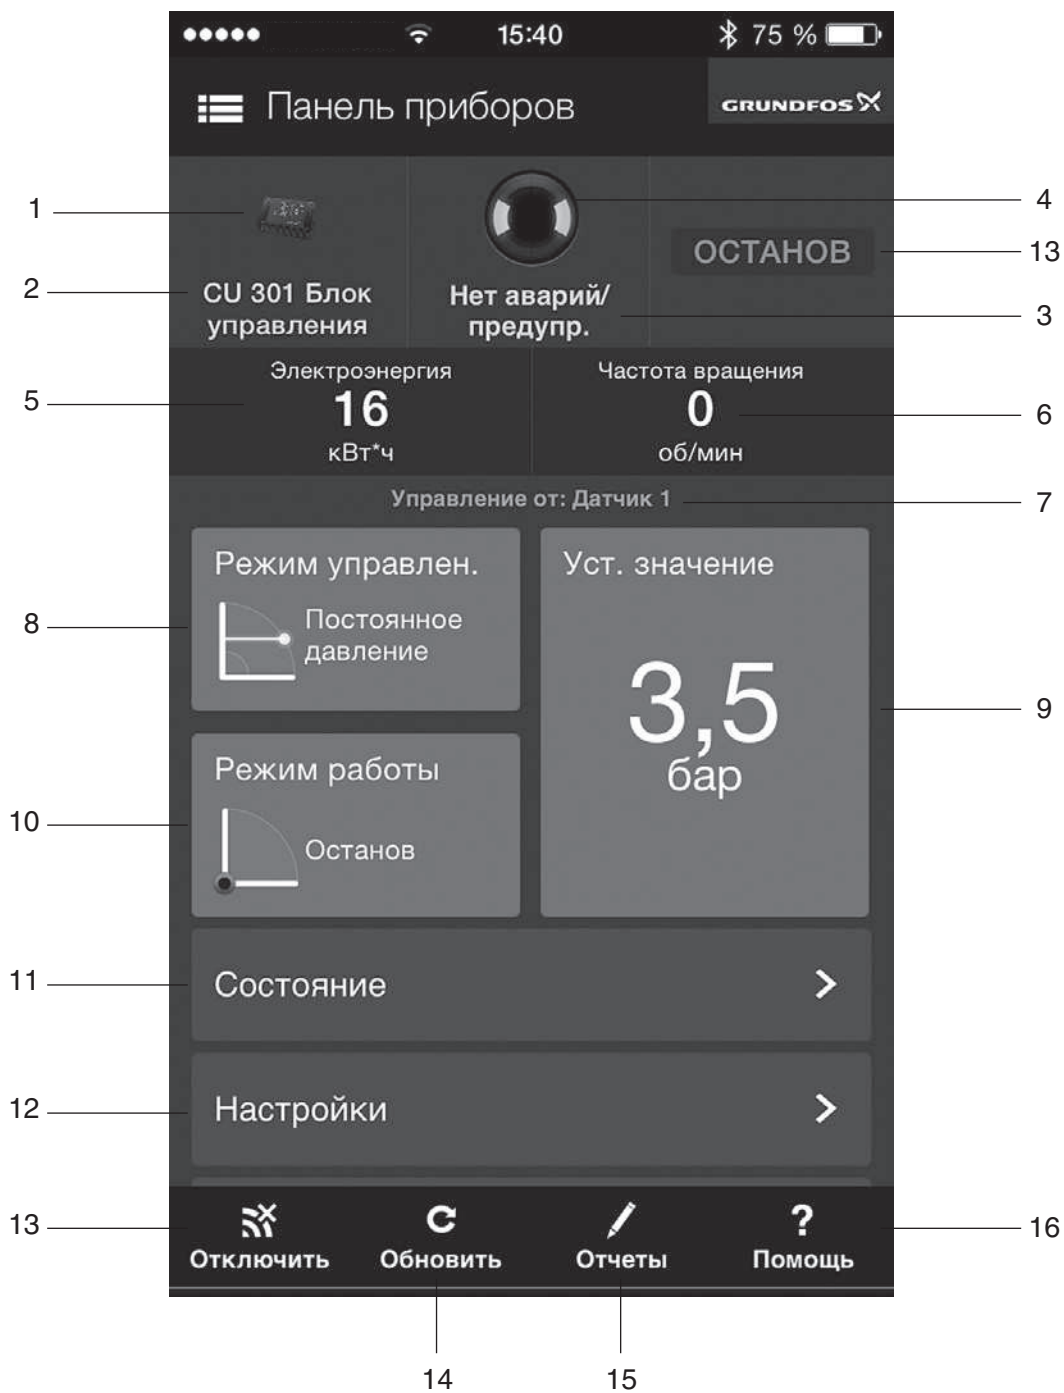 15:40
75 %
Панель приборов
GRUNDFOS
1
4
ОСТАНОВ
13
2
CU 301 Блок
управления
Нет аварий/
предупр.
3
5
Электроэнергия
16
кВт*ч
Частота вращения
0
об/мин
6
Управление от: Датчик 1
7
Режим управлен.
Постоянное
давление
8
Уст. значение
3,5
бар
9
Режим работы
Останов
10
11
Состояние
12
Настройки
13
Отключить
Обновить
Отчеты
?
Помощь
16
14
15